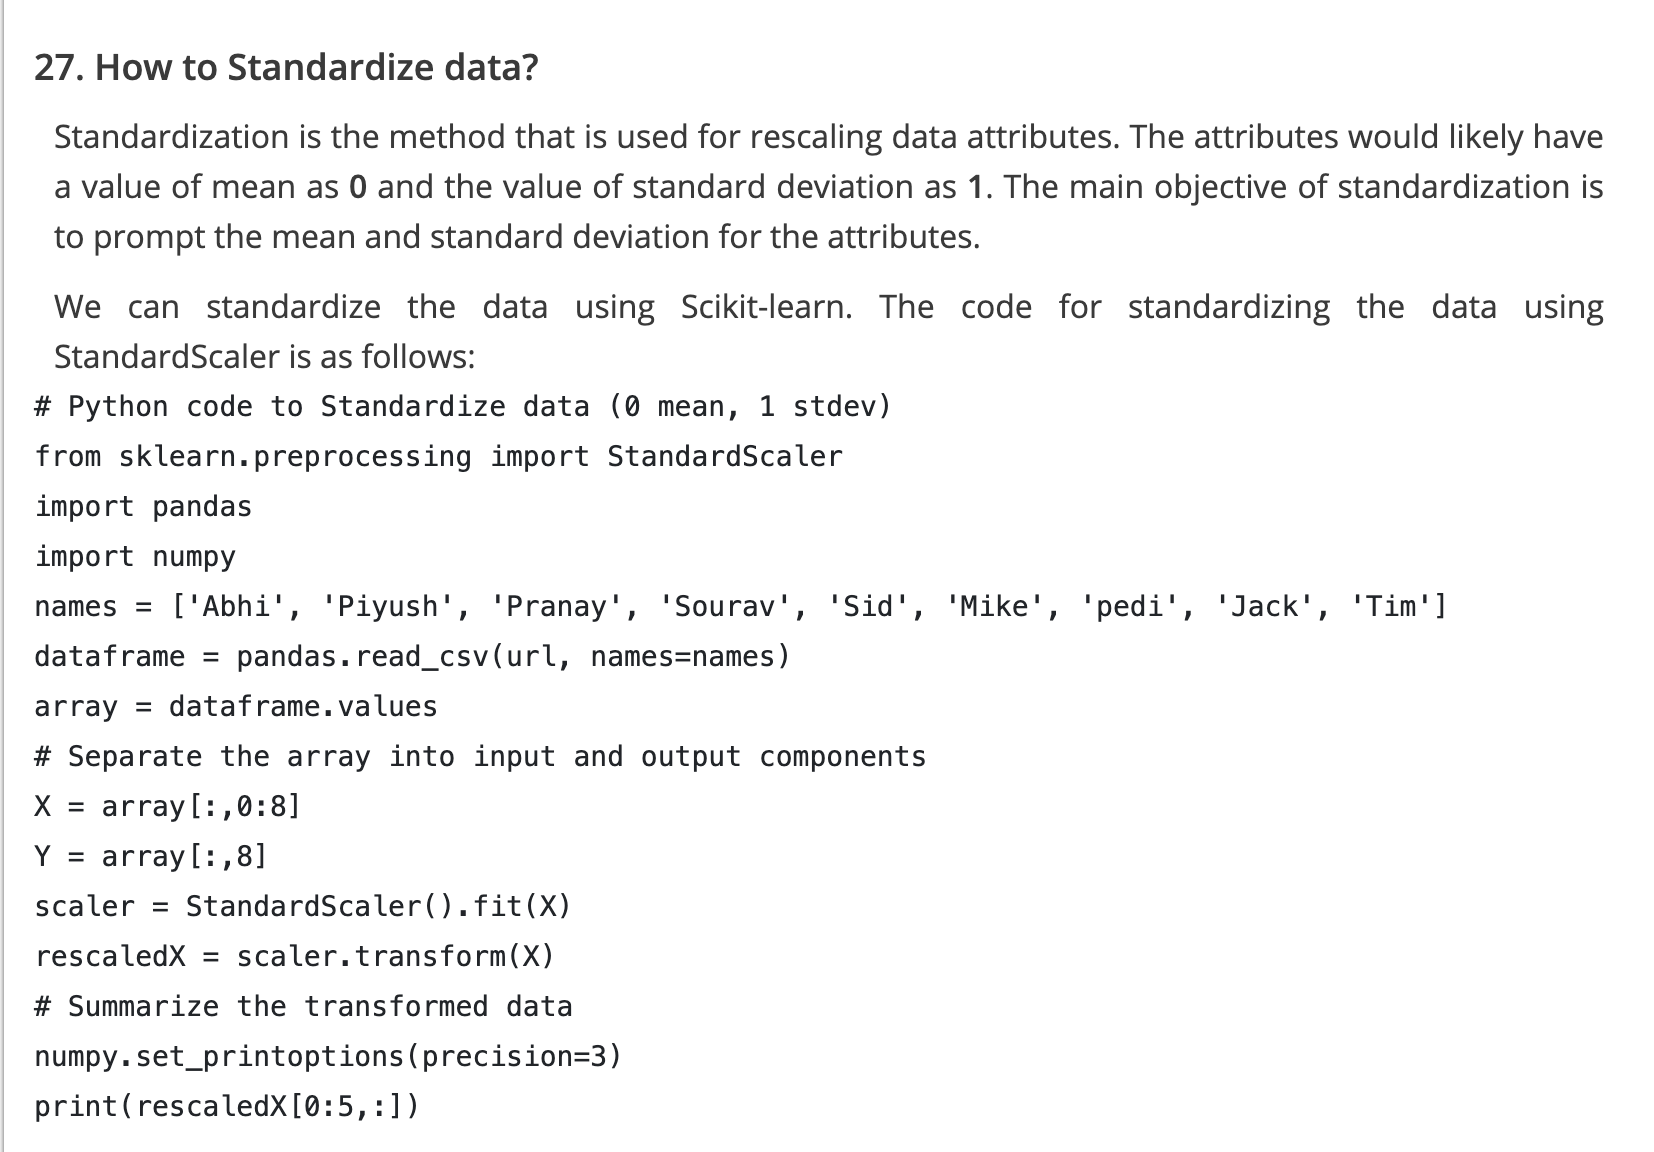 27. How to Standardize data?
Standardization is the method that is used for rescaling data attributes. The attributes would likely have
a value of mean as 0 and the value of standard deviation as 1. The main objective of standardization is
to prompt the mean and standard deviation for the attributes.
We can standardize the data using Scikit-learn. The code for standardizing the data using
StandardScaler is as follows:
# Python code to Standardize data (0 mean, 1 stdev)
from sklearn.preprocessing import StandardScaler
import pandas
import numpy
names = ['Abhi', 'Piyush', 'Pranay', 'Sourav', 'Sid', 'Mike', 'pedi', 'Jack', 'Tim']
dataframe = pandas.read_csv(url, names=names)
array = dataframe.values
# Separate the array into input and output components
X = array[:,0:8]
Y = array[:,8]
scaler = StandardScaler().fit(X)
rescaledX = scaler.transform(X)
# Summarize the transformed data
numpy.set_printoptions(precision=3)
print(rescaledX[0:5,:])